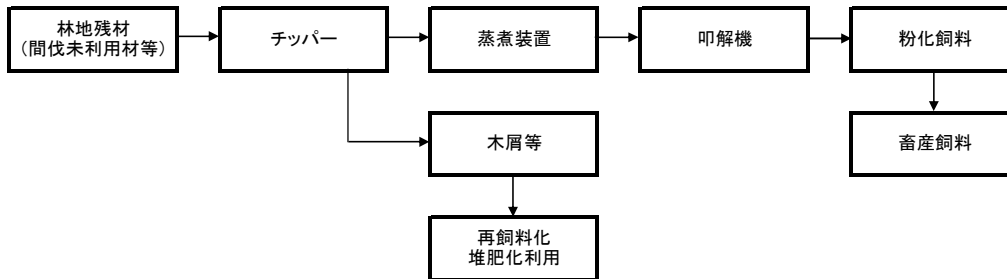 林地残材
（間伐未利用材等）
チッパー
蒸煮装置
叩解機
粉化飼料
木屑等
畜産飼料
再飼料化
堆肥化利用